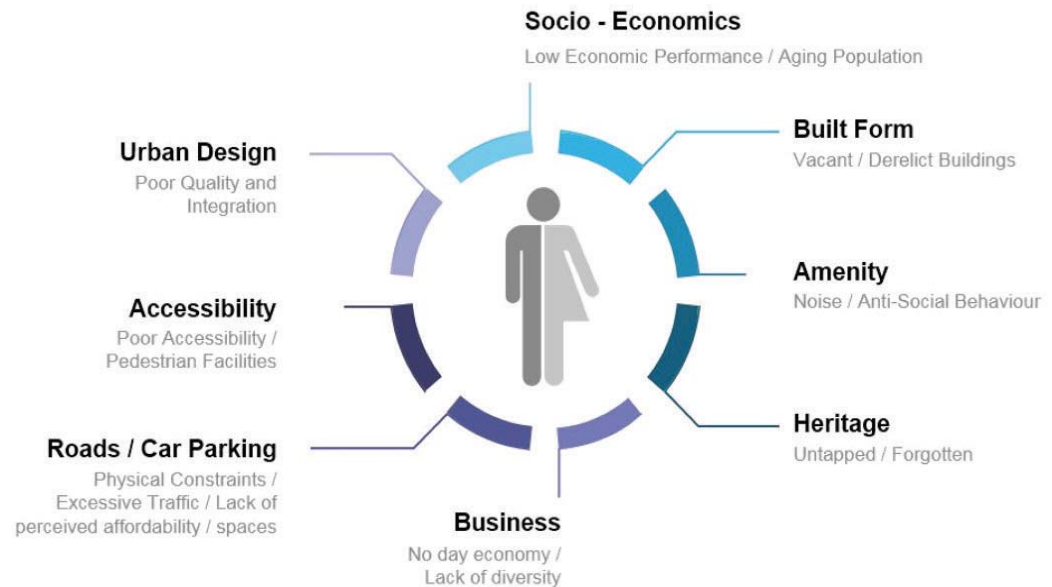 Socio - Economics
Low Economic Performance / Aging Population
Built Form
Vacant / Derelict Buildings
Amenity
Noise / Anti-Social Behaviour
Heritage
Untapped / Forgotten
Business
No day economy /
Lack of diversity
Roads / Car Parking
Physical Constraints /
Excessive Traffic / Lack of
perceived affordability / spaces
Accessibility
Poor Accessibility /
Pedestrian Facilities
Urban Design
Poor Quality and
Integration